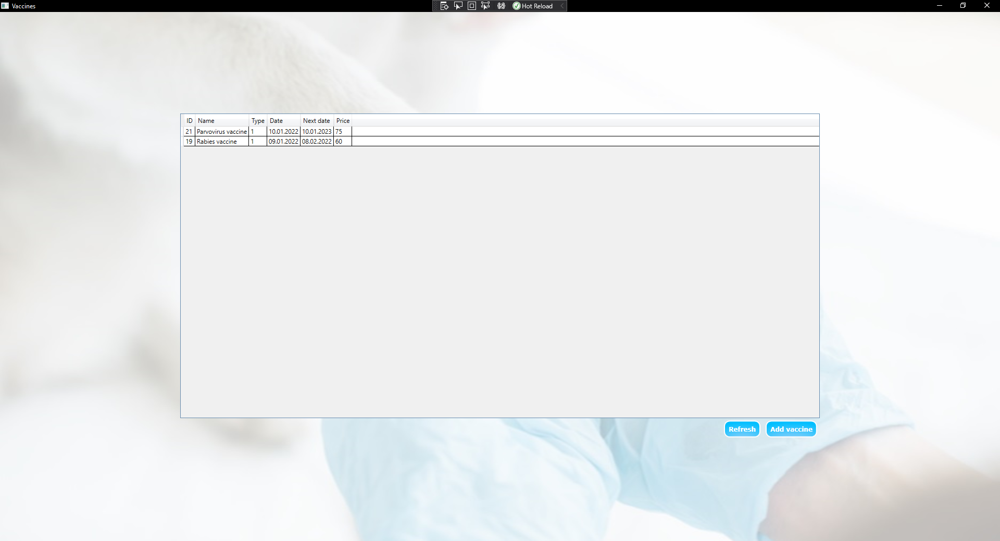 Vaccines
Hot Reload
ID Name Type Date Next date Price
21 Parvovirus vaccine 1 10.01.2022 10.01.2023 75
19 Rabies vaccine 1 09.01.2022 08.02.2022 60
Refresh Add vaccine